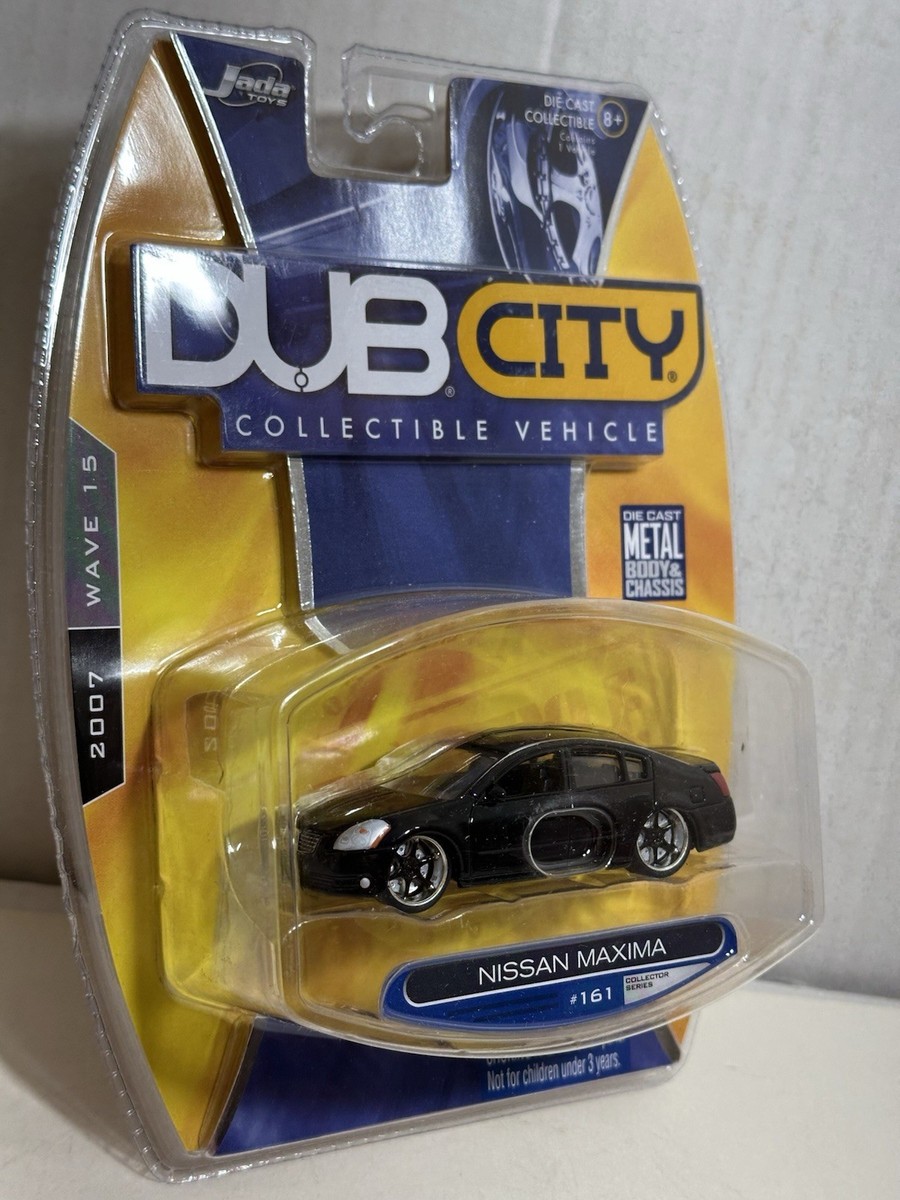 Jada
TOYS
DIE CAST
COLLECTIBLE
8+
DUB CITY
COLLECTIBLE VEHICLE
WAVE 15
2007
DIE CAST
METAL
BODY &
CHASSIS
NISSAN MAXIMA
#161
COLLECTOR
SERIES
Not for children under 3 years.